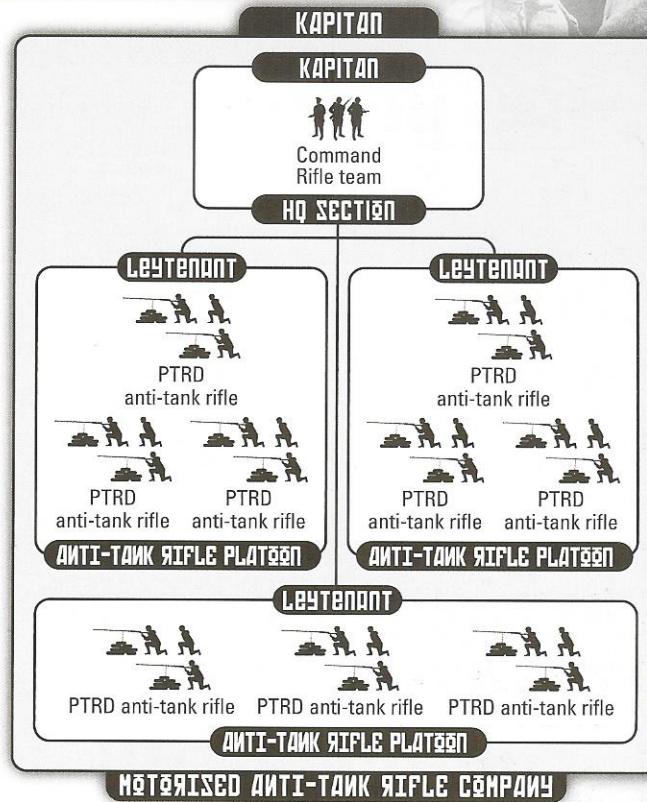 KAPITAN
KAPITAN
Command
Rifle team
HQ SECTION
LEYTENANT
PTRD
anti-tank rifle
PTRD
anti-tank rifle
PTRD
anti-tank rifle
ANTI-TANK RIFLE PLATOON
LEYTENANT
PTRD
anti-tank rifle
PTRD
anti-tank rifle
PTRD
anti-tank rifle
ANTI-TANK RIFLE PLATOON
LEYTENANT
PTRD anti-tank rifle
PTRD anti-tank rifle
PTRD anti-tank rifle
ANTI-TANK RIFLE PLATOON
MOTORISED ANTI-TANK RIFLE COMPANY